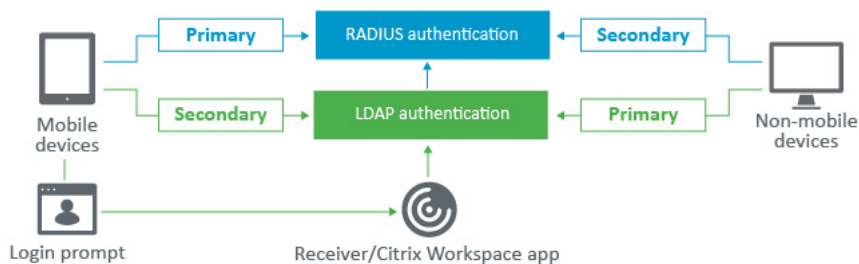 Primary
RADIUS authentication
Secondary
Secondary
LDAP authentication
Primary
Mobile
devices
Non-mobile
devices
Login prompt
Receiver/Citrix Workspace app